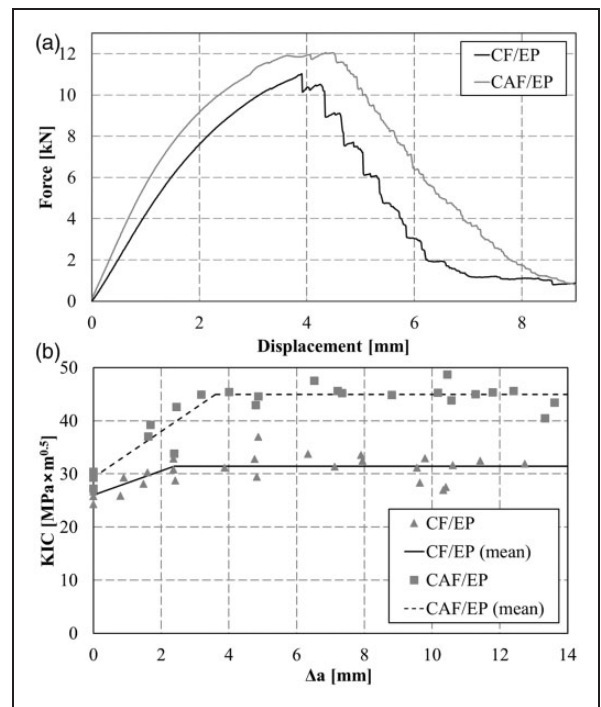 (a)
12
10
8
6
4
2
0
Force [kN]
CF/EP
CAF/EP
0 2 4 6 8
Displacement [mm]
(b)
50
40
30
20
10
0
KIC [MPa×m^0.5]
CF/EP
CF/EP (mean)
CAF/EP
CAF/EP (mean)
0 2 4 6 8 10 12 14
Δa [mm]